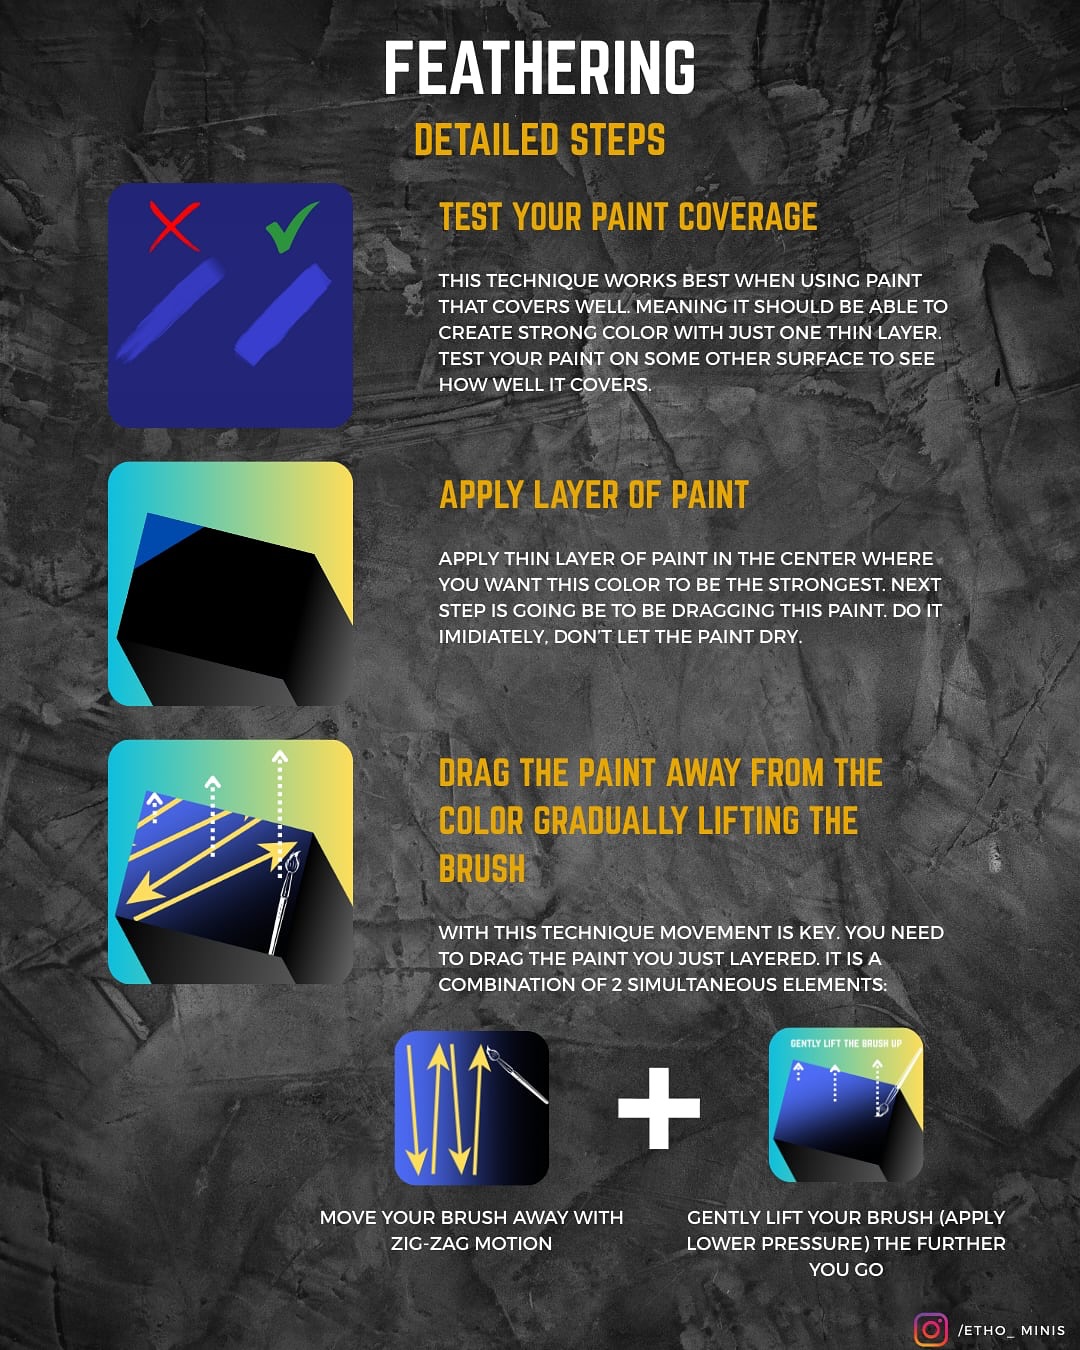 FEATHERING
DETAILED STEPS
TEST YOUR PAINT COVERAGE
THIS TECHNIQUE WORKS BEST WHEN USING PAINT
THAT COVERS WELL. MEANING IT SHOULD BE ABLE TO
CREATE STRONG COLOR WITH JUST ONE THIN LAYER.
TEST YOUR PAINT ON SOME OTHER SURFACE TO SEE
HOW WELL IT COVERS.
APPLY LAYER OF PAINT
APPLY THIN LAYER OF PAINT IN THE CENTER WHERE
YOU WANT THIS COLOR TO BE THE STRONGEST. NEXT
STEP IS GOING BE TO BE DRAGGING THIS PAINT. DO IT
IMIDIATELY, DON'T LET THE PAINT DRY.
DRAG THE PAINT AWAY FROM THE
COLOR GRADUALLY LIFTING THE
BRUSH
WITH THIS TECHNIQUE MOVEMENT IS KEY. YOU NEED
TO DRAG THE PAINT YOU JUST LAYERED. IT IS A
COMBINATION OF 2 SIMULTANEOUS ELEMENTS:
GENTLY LIFT THE BRUSH UP
MOVE YOUR BRUSH AWAY WITH
ZIG-ZAG MOTION
GENTLY LIFT YOUR BRUSH (APPLY
LOWER PRESSURE) THE FURTHER
YOU GO
/ETHO_ MINIS